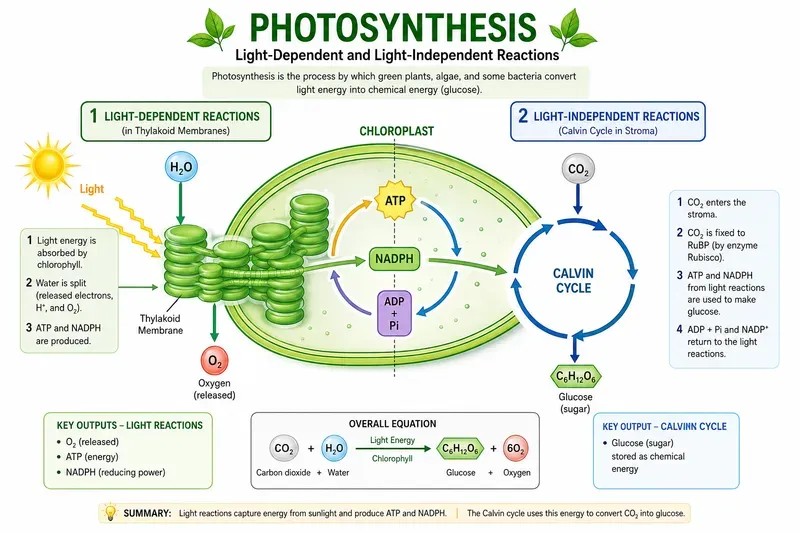 PHOTOSYNTHESIS
Light-Dependent and Light-Independent Reactions
Photosynthesis is the process by which green plants, algae, and some bacteria convert
light energy into chemical energy (glucose).
1 LIGHT-DEPENDENT REACTIONS
(in Thylakoid Membranes)
CHLOROPLAST
2 LIGHT-INDEPENDENT REACTIONS
(Calvin Cycle in Stroma)
H₂O
Light
1 Light energy is
absorbed by
chlorophyll.
2 Water is split
(released electrons,
H⁺, and O₂).
3 ATP and NADPH
are produced.
Thylakoid
Membrane
O₂
Oxygen
(released)
ATP
NADPH
ADP
+
Pi
CO₂
CALVIN
CYCLE
C₆H₁₂O₆
Glucose
(sugar)
1 CO₂ enters the
stroma.
2 CO₂ is fixed to
RuBP (by enzyme
Rubisco).
3 ATP and NADPH
from light reactions
are used to make
glucose.
4 ADP + Pi and NADP⁺
return to the light
reactions.
KEY OUTPUTS – LIGHT REACTIONS
• O₂ (released)
• ATP (energy)
• NADPH (reducing power)
OVERALL EQUATION
CO₂ + H₂O Light Energy C₆H₁₂O₆ + 6O₂
Chlorophyll
Carbon dioxide + Water Glucose + Oxygen
KEY OUTPUT – CALVIHN CYCLE
• Glucose (sugar)
stored as chemical
energy
SUMMARY: Light reactions capture energy from sunlight and produce ATP and NADPH. | The Calvin cycle uses this energy to convert CO₂ into glucose.